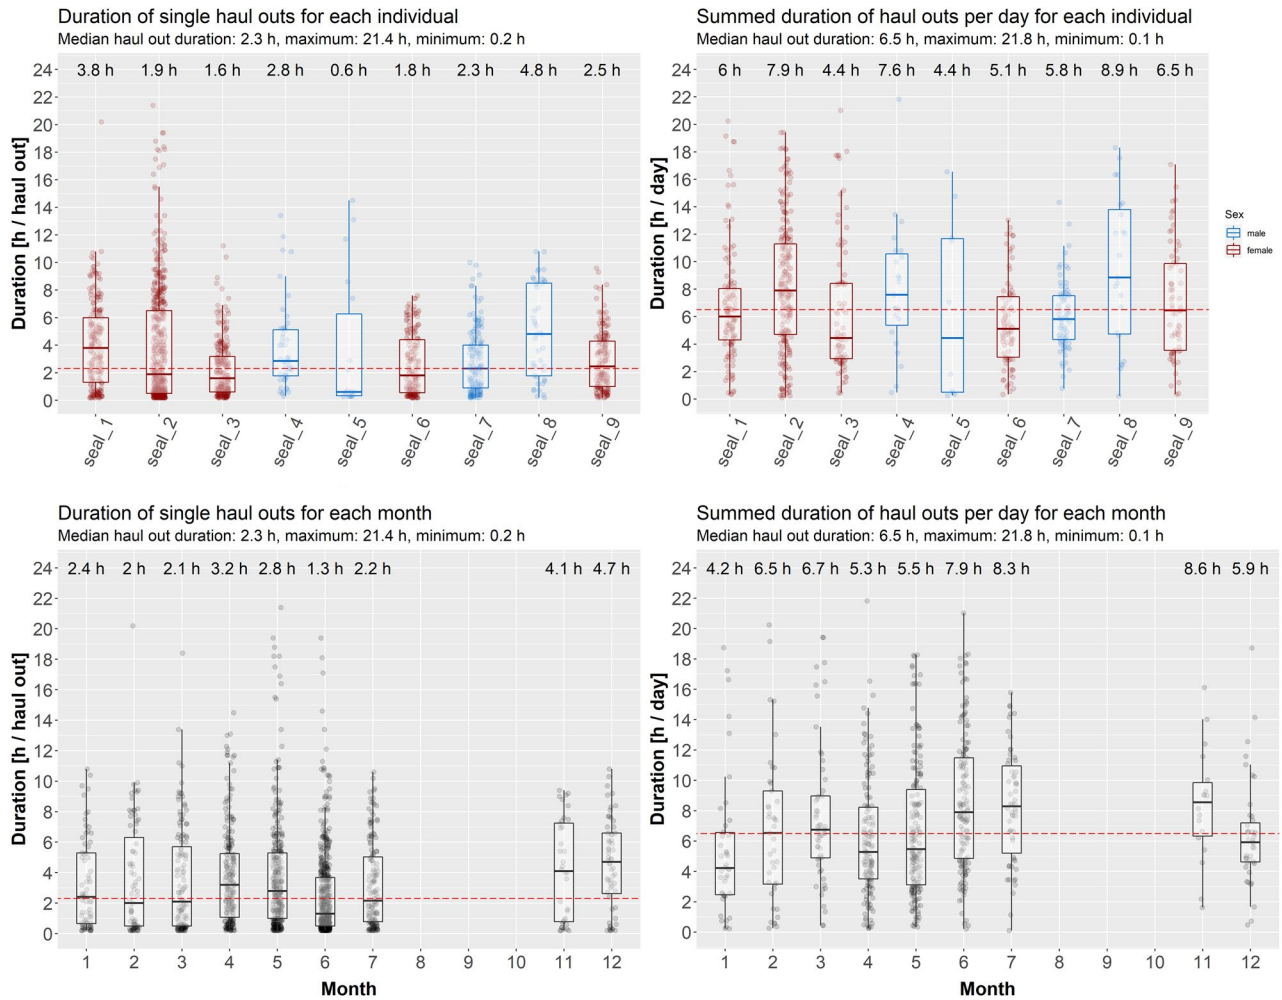 Duration of single haul outs for each individual
Median haul out duration: 2.3 h, maximum: 21.4 h, minimum: 0.2 h
3.8 h 1.9 h 1.6 h 2.8 h 0.6 h 1.8 h 2.3 h 4.8 h 2.5 h
24
22
20
18
16
14
12
10
8
6
4
2
0
Duration [h / haul out]
seal_1 seal_2 seal_3 seal_4 seal_5 seal_6 seal_7 seal_8 seal_9
Summed duration of haul outs per day for each individual
Median haul out duration: 6.5 h, maximum: 21.8 h, minimum: 0.1 h
6 h 7.9 h 4.4 h 7.6 h 4.4 h 5.1 h 5.8 h 8.9 h 6.5 h
24
22
20
18
16
14
12
10
8
6
4
2
0
Duration [h / day]
seal_1 seal_2 seal_3 seal_4 seal_5 seal_6 seal_7 seal_8 seal_9
Sex
male
female
Duration of single haul outs for each month
Median haul out duration: 2.3 h, maximum: 21.4 h, minimum: 0.2 h
2.4 h 2 h 2.1 h 3.2 h 2.8 h 1.3 h 2.2 h 4.1 h 4.7 h
24
22
20
18
16
14
12
10
8
6
4
2
0
Duration [h / haul out]
1 2 3 4 5 6 7 8 9 10 11 12
Month
Summed duration of haul outs per day for each month
Median haul out duration: 6.5 h, maximum: 21.8 h, minimum: 0.1 h
4.2 h 6.5 h 6.7 h 5.3 h 5.5 h 7.9 h 8.3 h 8.6 h 5.9 h
24
22
20
18
16
14
12
10
8
6
4
2
0
Duration [h / day]
1 2 3 4 5 6 7 8 9 10 11 12
Month